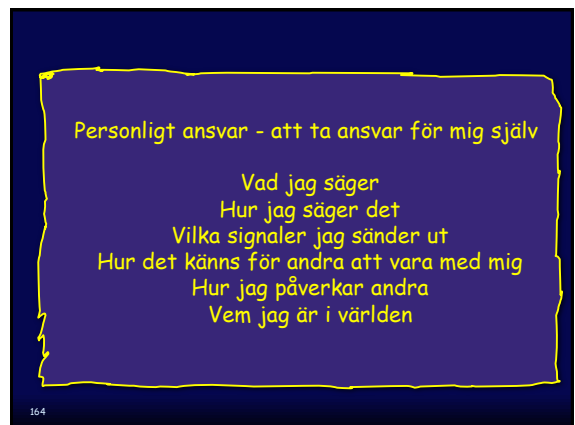 Personligt ansvar - att ta ansvar för mig själv
Vad jag säger
Hur jag säger det
Vilka signaler jag sänder ut
Hur det känns för andra att vara med mig
Hur jag påverkar andra
Vem jag är i världen
164